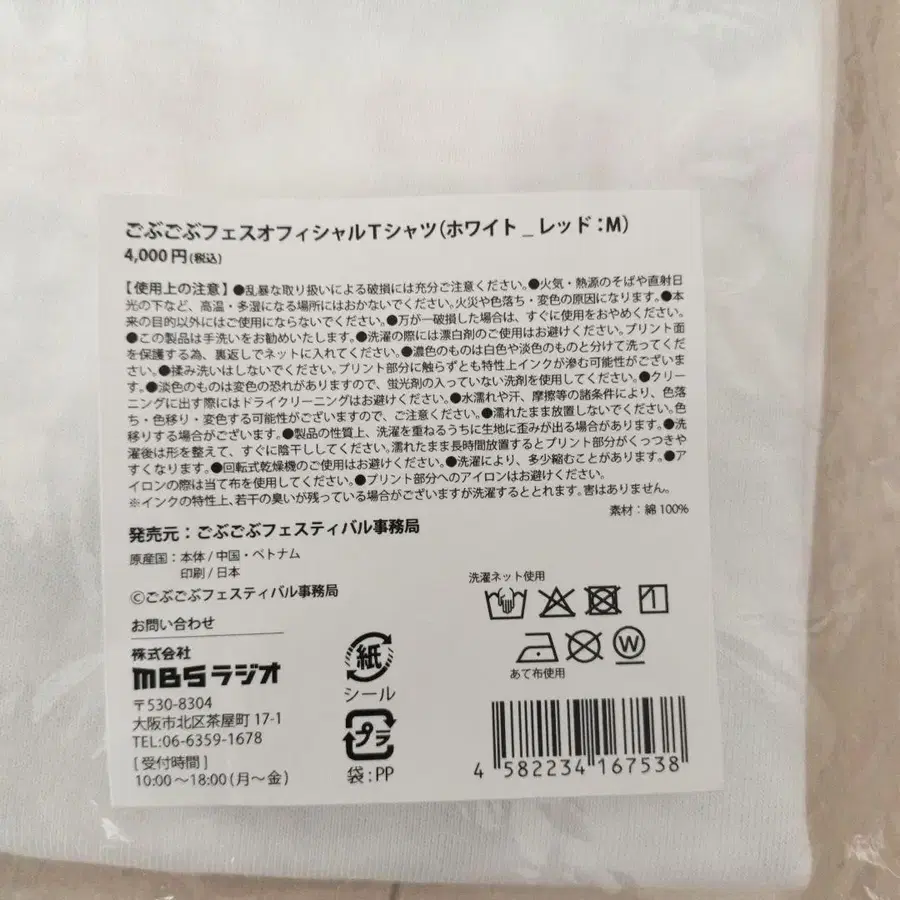 ごぶごぶフェスオフィシャルTシャツ(ホワイト_レッド:M)
4,000円(税込)
【使用上の注意】●乱暴な取り扱いによる破損には充分ご注意ください。●火気・熱源のそばや直射日
光の下など、高温・多湿になる場所にはおかないでください。火災や色落ち・変色の原因になります。●本
来の目的以外にはご使用にならないでください。●万が一破損した場合は、すぐに使用をおやめください。
●この製品は手洗いをお勧めいたします。●洗濯の際には漂白剤のご使用はお避けください。プリント面
を保護する為、裏返しでネットに入れてください。●濃色のものは白色や淡色のものと分けて洗ってくだ
さい。●揉み洗いはしないでください。プリント部分に触らずとも特性上インクが滲む可能性がございま
す。●淡色のものは変色の恐れがありますので、蛍光剤の入っていない洗剤を使用してください。●クリー
ニングに出す際にはドライクリーニングはお避けください。●水濡れや汗、摩擦等の諸条件により、色落
ち・色移り・変色する可能性がございますので、ご注意ください。●濡れたまま放置しないでください。色
移りする場合がございます。●製品の性質上、洗濯を重ねるうちに生地に歪みが出る場合があります。●洗
濯後は形を整えて、すぐに陰干ししてください。濡れたまま長時間放置するとプリント部分がくっつきや
すくなります。●回転式乾燥機のご使用はお避けください。●洗濯により、多少縮むことがあります。●ア
イロンの際は当て布を使用してください。●プリント部分へのアイロンはお避けください。
※インクの特性上、若干の臭いが残っている場合がございますが洗濯するととれます。害はありません。
素材:綿100%
発売元:ごぶごぶフェスティバル事務局
原産国:本体/中国・ベトナム
印刷/日本
©ごぶごぶフェスティバル事務局
お問い合わせ
株式会社
MBSラジオ
〒530-8304
大阪市北区茶屋町17-1
TEL:06-6359-1678
[受付時間]
10:00~18:00(月~金)
紙
シール
プラ
袋:PP
洗濯ネット使用
W
あて布使用
4 582234 167538